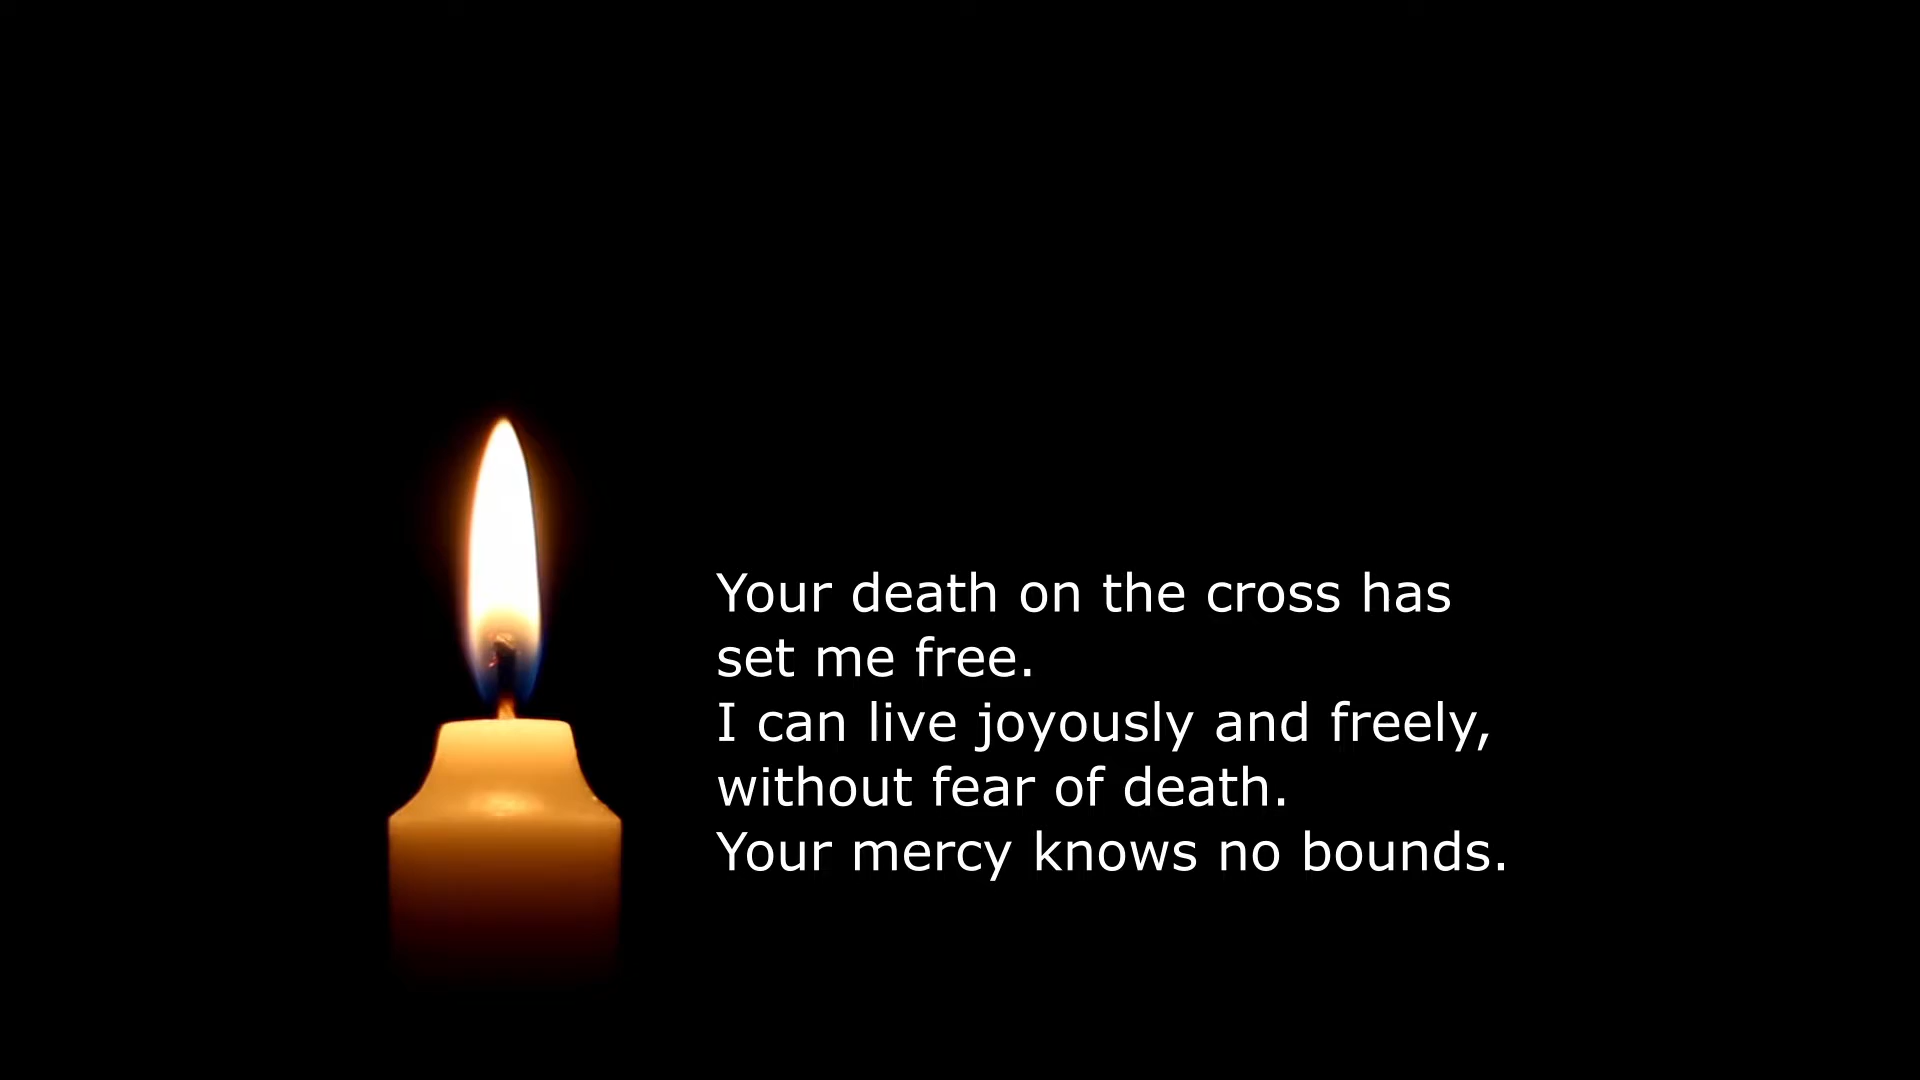 Your death on the cross has
set me free.
I can live joyously and freely,
without fear of death.
Your mercy knows no bounds.